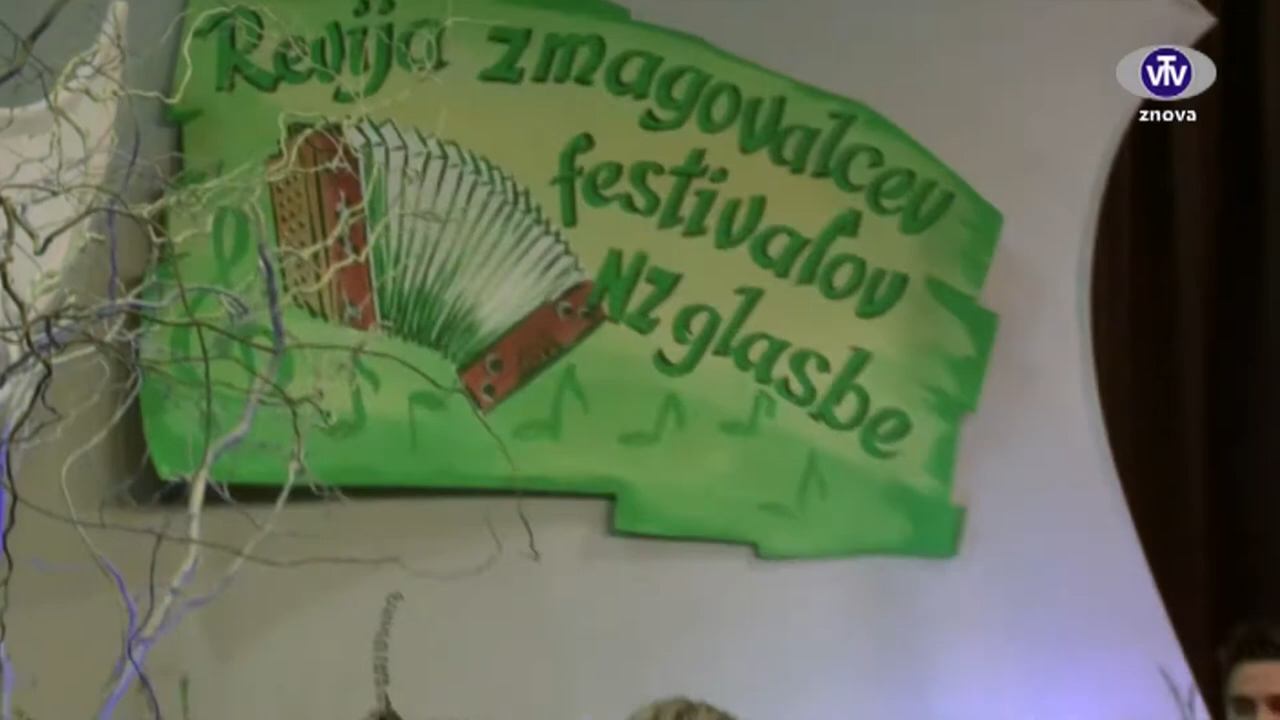 Revija zmagovalcev
festivalov
NZ glasbe
VTV
znova